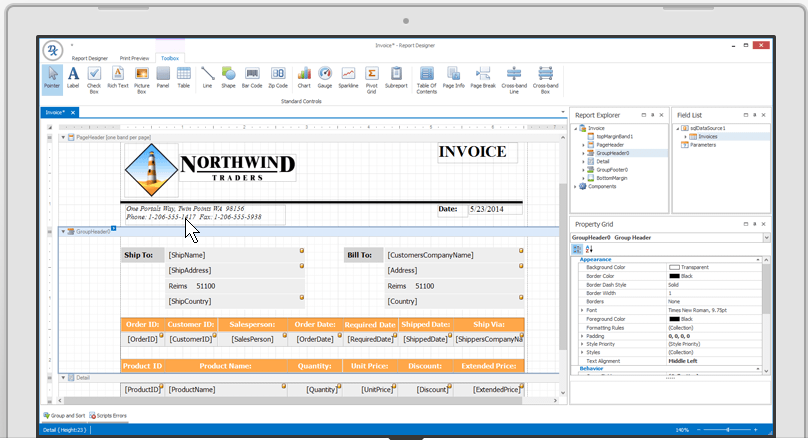 Invoice* - Report Designer
Report Designer Print Preview Toolbox
Pointer Label Check Box Rich Text Picture Box Panel Table Line Shape Bar Code Zip Code Chart Gauge Sparkline Pivot Grid Subreport Table Of Contents Page Info Page Break Cross-band Line Cross-band Box
Standard Controls
Invoice*
PageHeader [one band per page]
NORTHWIND
TRADERS
INVOICE
One Portals Way, Twin Points WA 98156
Phone: 1-206-555-1417 Fax: 1-206-555-5938
Date: 5/23/2014
GroupHeader0
Ship To: [ShipName] Bill To: [CustomersCompanyName]
[ShipAddress] [Address]
Reims 51100 Reims 51100
[ShipCountry] [Country]
Order ID: Customer ID: Salesperson: Order Date: Required Date Shipped Date: Ship Via:
[OrderID] [CustomerID] [SalesPerson] [OrderDate] [RequiredDate] [ShippedDate] [ShippersCompanyNa
Product ID Product Name: Quantity: Unit Price: Discount: Extended Price:
Detail
[ProductID] [ProductName] [Quantity] [UnitPrice] [Discount] [ExtendedPrice]
Group and Sort Scripts Errors
Detail { Height:23 } 140%
Report Explorer
Invoice
topMarginBand1
PageHeader
GroupHeader0
Detail
GroupFooter0
BottomMargin
Components
Field List
sqlDataSource1
Invoices
Parameters
Property Grid
GroupHeader0 Group Header
Appearance
Background Color Transparent
Border Color Black
Border Dash Style Solid
Border Width 1
Borders None
Font Times New Roman, 9.75pt
Foreground Color Black
Formatting Rules (Collection)
Padding 0, 0, 0, 0
Style Priority (Style Priority)
Styles (Collection)
Text Alignment Middle Left
Behavior